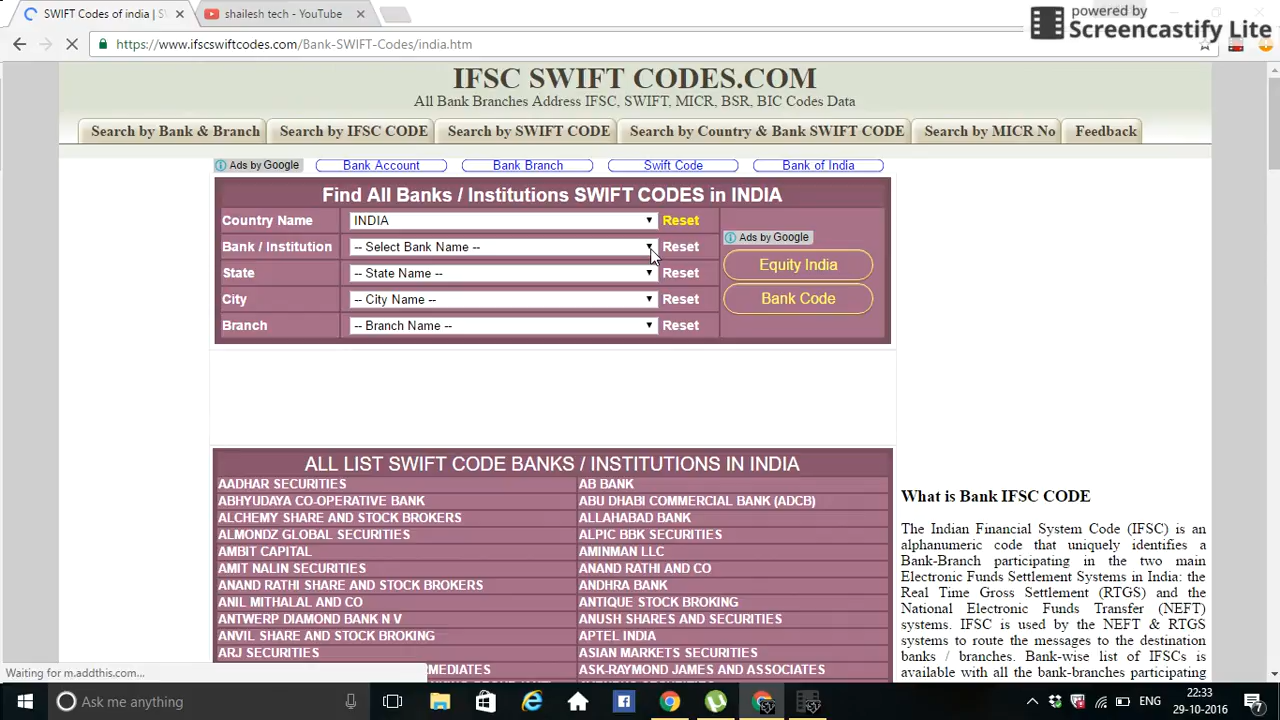 SWIFT Codes of india | S
shailesh tech - YouTube
powered by
Screencastify Lite
https://www.ifscswiftcodes.com/Bank-SWIFT-Codes/india.htm
IFSC SWIFT CODES.COM
All Bank Branches Address IFSC, SWIFT, MICR, BSR, BIC Codes Data
Search by Bank & Branch
Search by IFSC CODE
Search by SWIFT CODE
Search by Country & Bank SWIFT CODE
Search by MICR No
Feedback
Ads by Google
Bank Account
Bank Branch
Swift Code
Bank of India
Find All Banks / Institutions SWIFT CODES in INDIA
Country Name INDIA Reset
Bank / Institution -- Select Bank Name -- Reset
State -- State Name -- Reset
City -- City Name -- Reset
Branch -- Branch Name -- Reset
Ads by Google
Equity India
Bank Code
ALL LIST SWIFT CODE BANKS / INSTITUTIONS IN INDIA
AADHAR SECURITIES AB BANK
ABHYUDAYA CO-OPERATIVE BANK ABU DHABI COMMERCIAL BANK (ADCB)
ALCHEMY SHARE AND STOCK BROKERS ALLAHABAD BANK
ALMONDZ GLOBAL SECURITIES ALPIC BBK SECURITIES
AMBIT CAPITAL AMINMAN LLC
AMIT NALIN SECURITIES ANAND RATHI AND CO
ANAND RATHI SHARE AND STOCK BROKERS ANDHRA BANK
ANIL MITHALAL AND CO ANTIQUE STOCK BROKING
ANTWERP DIAMOND BANK N V ANUSH SHARES AND SECURITIES
ANVIL SHARE AND STOCK BROKING APTEL INDIA
ARJ SECURITIES ASIAN MARKETS SECURITIES
MEDIATES ASK-RAYMOND JAMES AND ASSOCIATES
What is Bank IFSC CODE
The Indian Financial System Code (IFSC) is an
alphanumeric code that uniquely identifies a
Bank-Branch participating in the two main
Electronic Funds Settlement Systems in India: the
Real Time Gross Settlement (RTGS) and the
National Electronic Funds Transfer (NEFT)
systems. IFSC is used by the NEFT & RTGS
systems to route the messages to the destination
banks / branches. Bank-wise list of IFSCs is
available with all the bank-branches participating
Waiting for m.addthis.com...
Ask me anything
ENG
22:33
29-10-2016
7